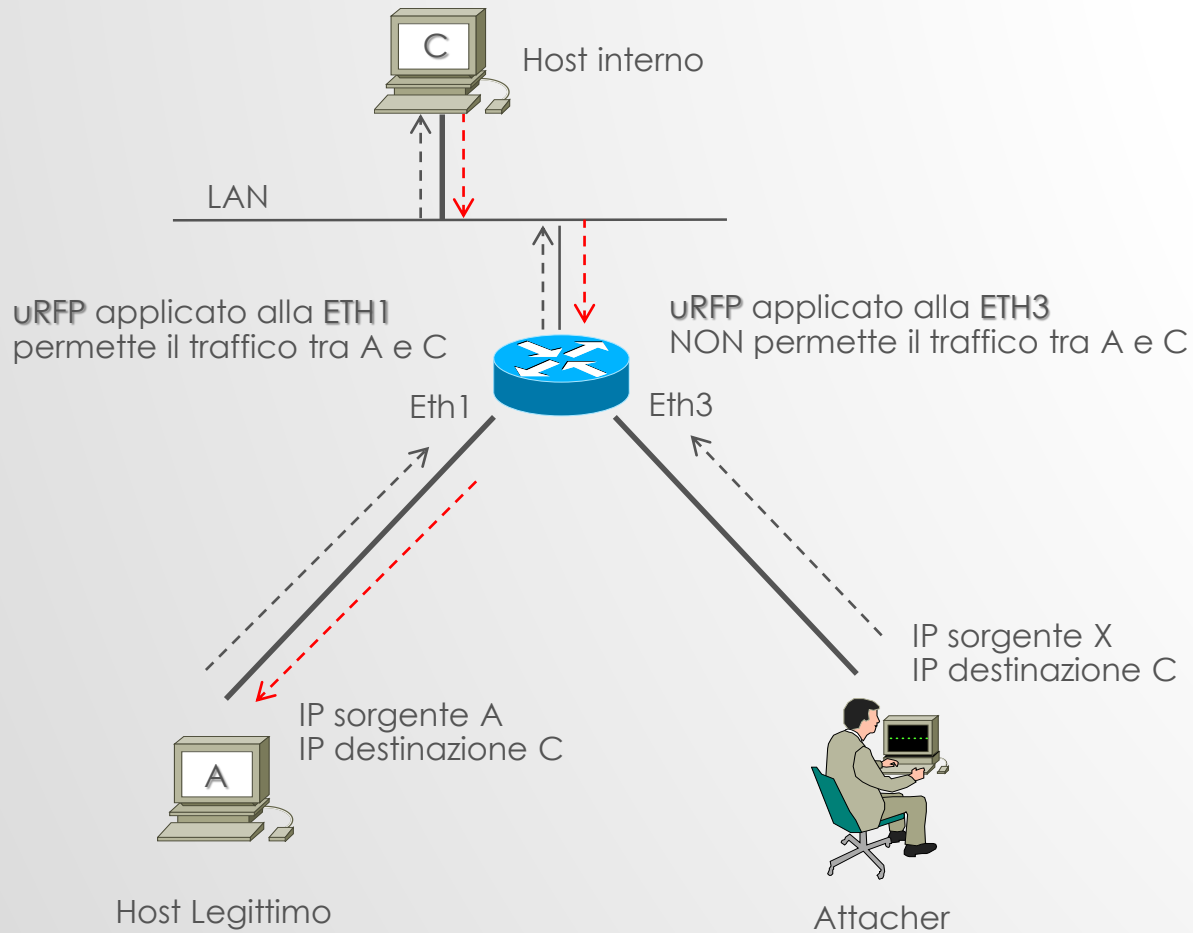 C
Host interno
LAN
uRFP applicato alla ETH1
permette il traffico tra A e C
uRFP applicato alla ETH3
NON permette il traffico tra A e C
Eth1
Eth3
IP sorgente X
IP destinazione C
IP sorgente A
IP destinazione C
A
Host Legittimo
Attacher